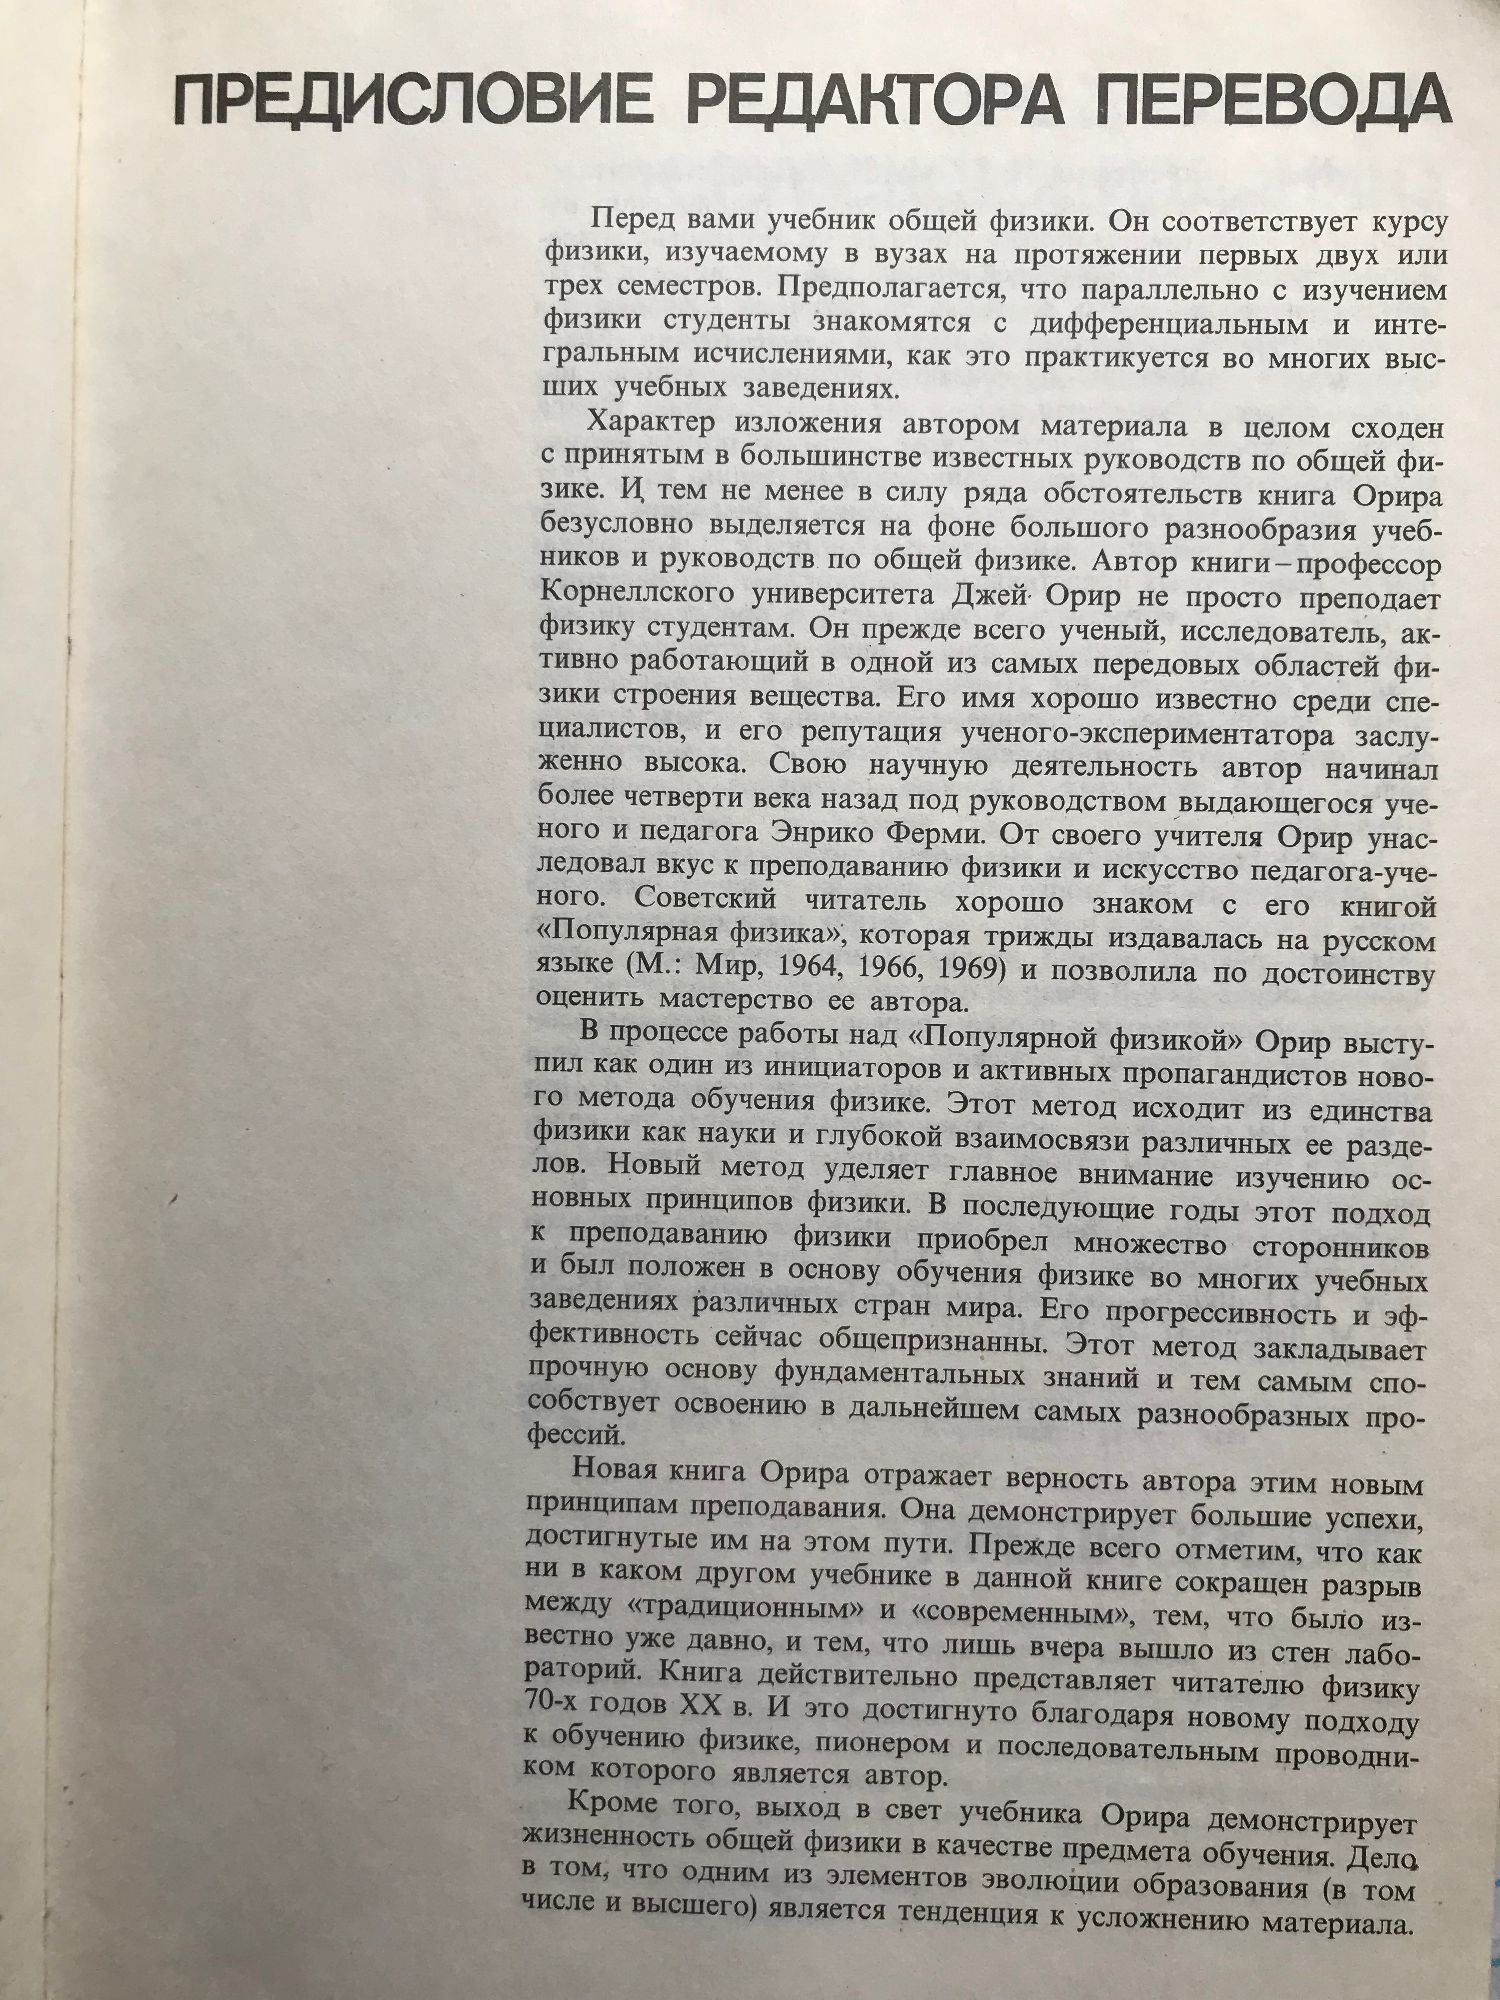 ПРЕДИСЛОВИЕ РЕДАКТОРА ПЕРЕВОДА
Перед вами учебник общей физики. Он соответствует курсу
физики, изучаемому в вузах на протяжении первых двух или
трех семестров. Предполагается, что параллельно с изучением
физики студенты знакомятся с дифференциальным и инте-
гральным исчислениями, как это практикуется во многих выс-
ших учебных заведениях.
Характер изложения автором материала в целом сходен
с принятым в большинстве известных руководств по общей фи-
зике. И тем не менее в силу ряда обстоятельств книга Орира
безусловно выделяется на фоне большого разнообразия учеб-
ников и руководств по общей физике. Автор книги–профессор
Корнеллского университета Джей Орир не просто преподает
физику студентам. Он прежде всего ученый, исследователь, ак-
тивно работающий в одной из самых передовых областей фи-
зики строения вещества. Его имя хорошо известно среди спе-
циалистов, и его репутация ученого-экспериментатора заслу-
женно высока. Свою научную деятельность автор начинал
более четверти века назад под руководством выдающегося уче-
ного и педагога Энрико Ферми. От своего учителя Орир унас-
ледовал вкус к преподаванию физики и искусство педагога-уче-
ного. Советский читатель хорошо знаком с его книгой
«Популярная физика», которая трижды издавалась на русском
языке (М.: Мир, 1964, 1966, 1969) и позволила по достоинству
оценить мастерство ее автора.
В процессе работы над «Популярной физикой» Орир высту-
пил как один из инициаторов и активных пропагандистов ново-
го метода обучения физике. Этот метод исходит из единства
физики как науки и глубокой взаимосвязи различных ее разде-
лов. Новый метод уделяет главное внимание изучению ос-
новных принципов физики. В последующие годы этот подход
к преподаванию физики приобрел множество сторонников
и был положен в основу обучения физике во многих учебных
заведениях различных стран мира. Его прогрессивность и эф-
фективность сейчас общепризнанны. Этот метод закладывает
прочную основу фундаментальных знаний и тем самым спо-
собствует освоению в дальнейшем самых разнообразных про-
фессий.
Новая книга Орира отражает верность автора этим новым
принципам преподавания. Она демонстрирует большие успехи,
достигнутые им на этом пути. Прежде всего отметим, что как
ни в каком другом учебнике в данной книге сокращен разрыв
между «традиционным» и «современным», тем, что было из-
вестно уже давно, и тем, что лишь вчера вышло из стен лабо-
раторий. Книга действительно представляет читателю физику
70-х годов XX в. И это достигнуто благодаря новому подходу
к обучению физике, пионером и последовательным проводни-
ком которого является автор.
Кроме того, выход в свет учебника Орира демонстрирует
жизненность общей физики в качестве предмета обучения. Дело
в том, что одним из элементов эволюции образования (в том
числе и высшего) является тенденция к усложнению материала.